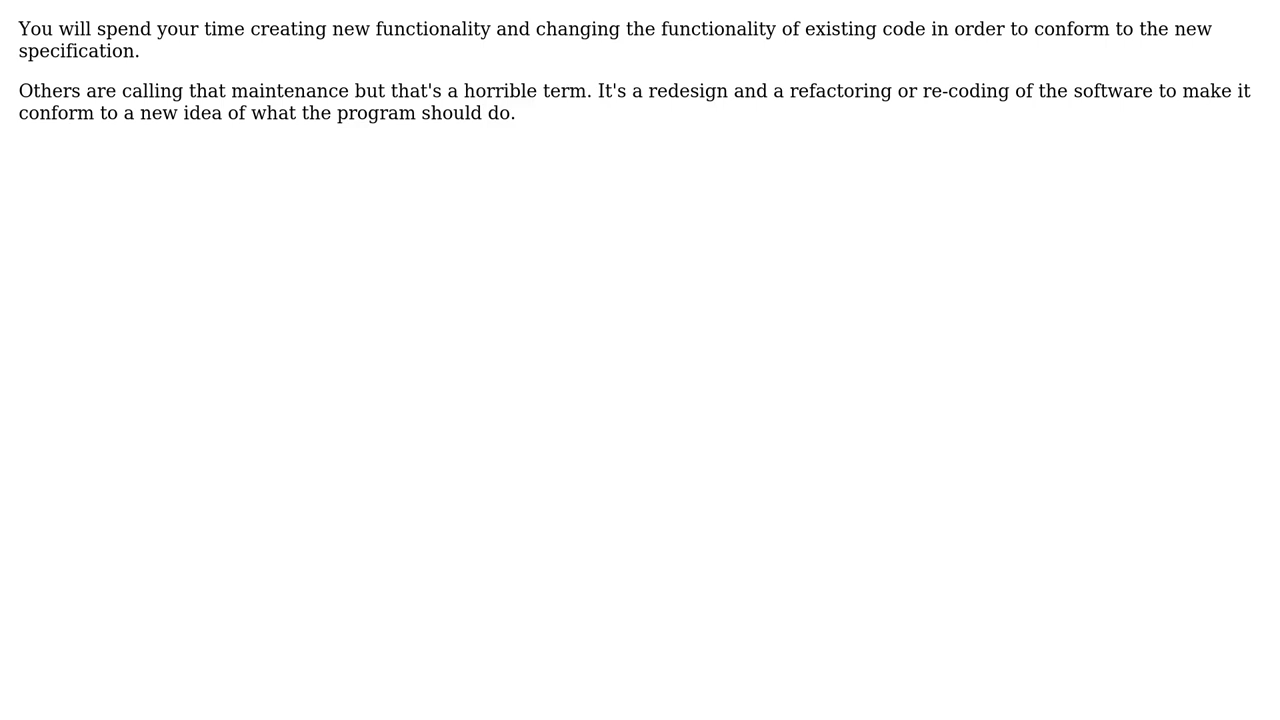 You will spend your time creating new functionality and changing the functionality of existing code in order to conform to the new
specification.
Others are calling that maintenance but that's a horrible term. It's a redesign and a refactoring or re-coding of the software to make it
conform to a new idea of what the program should do.